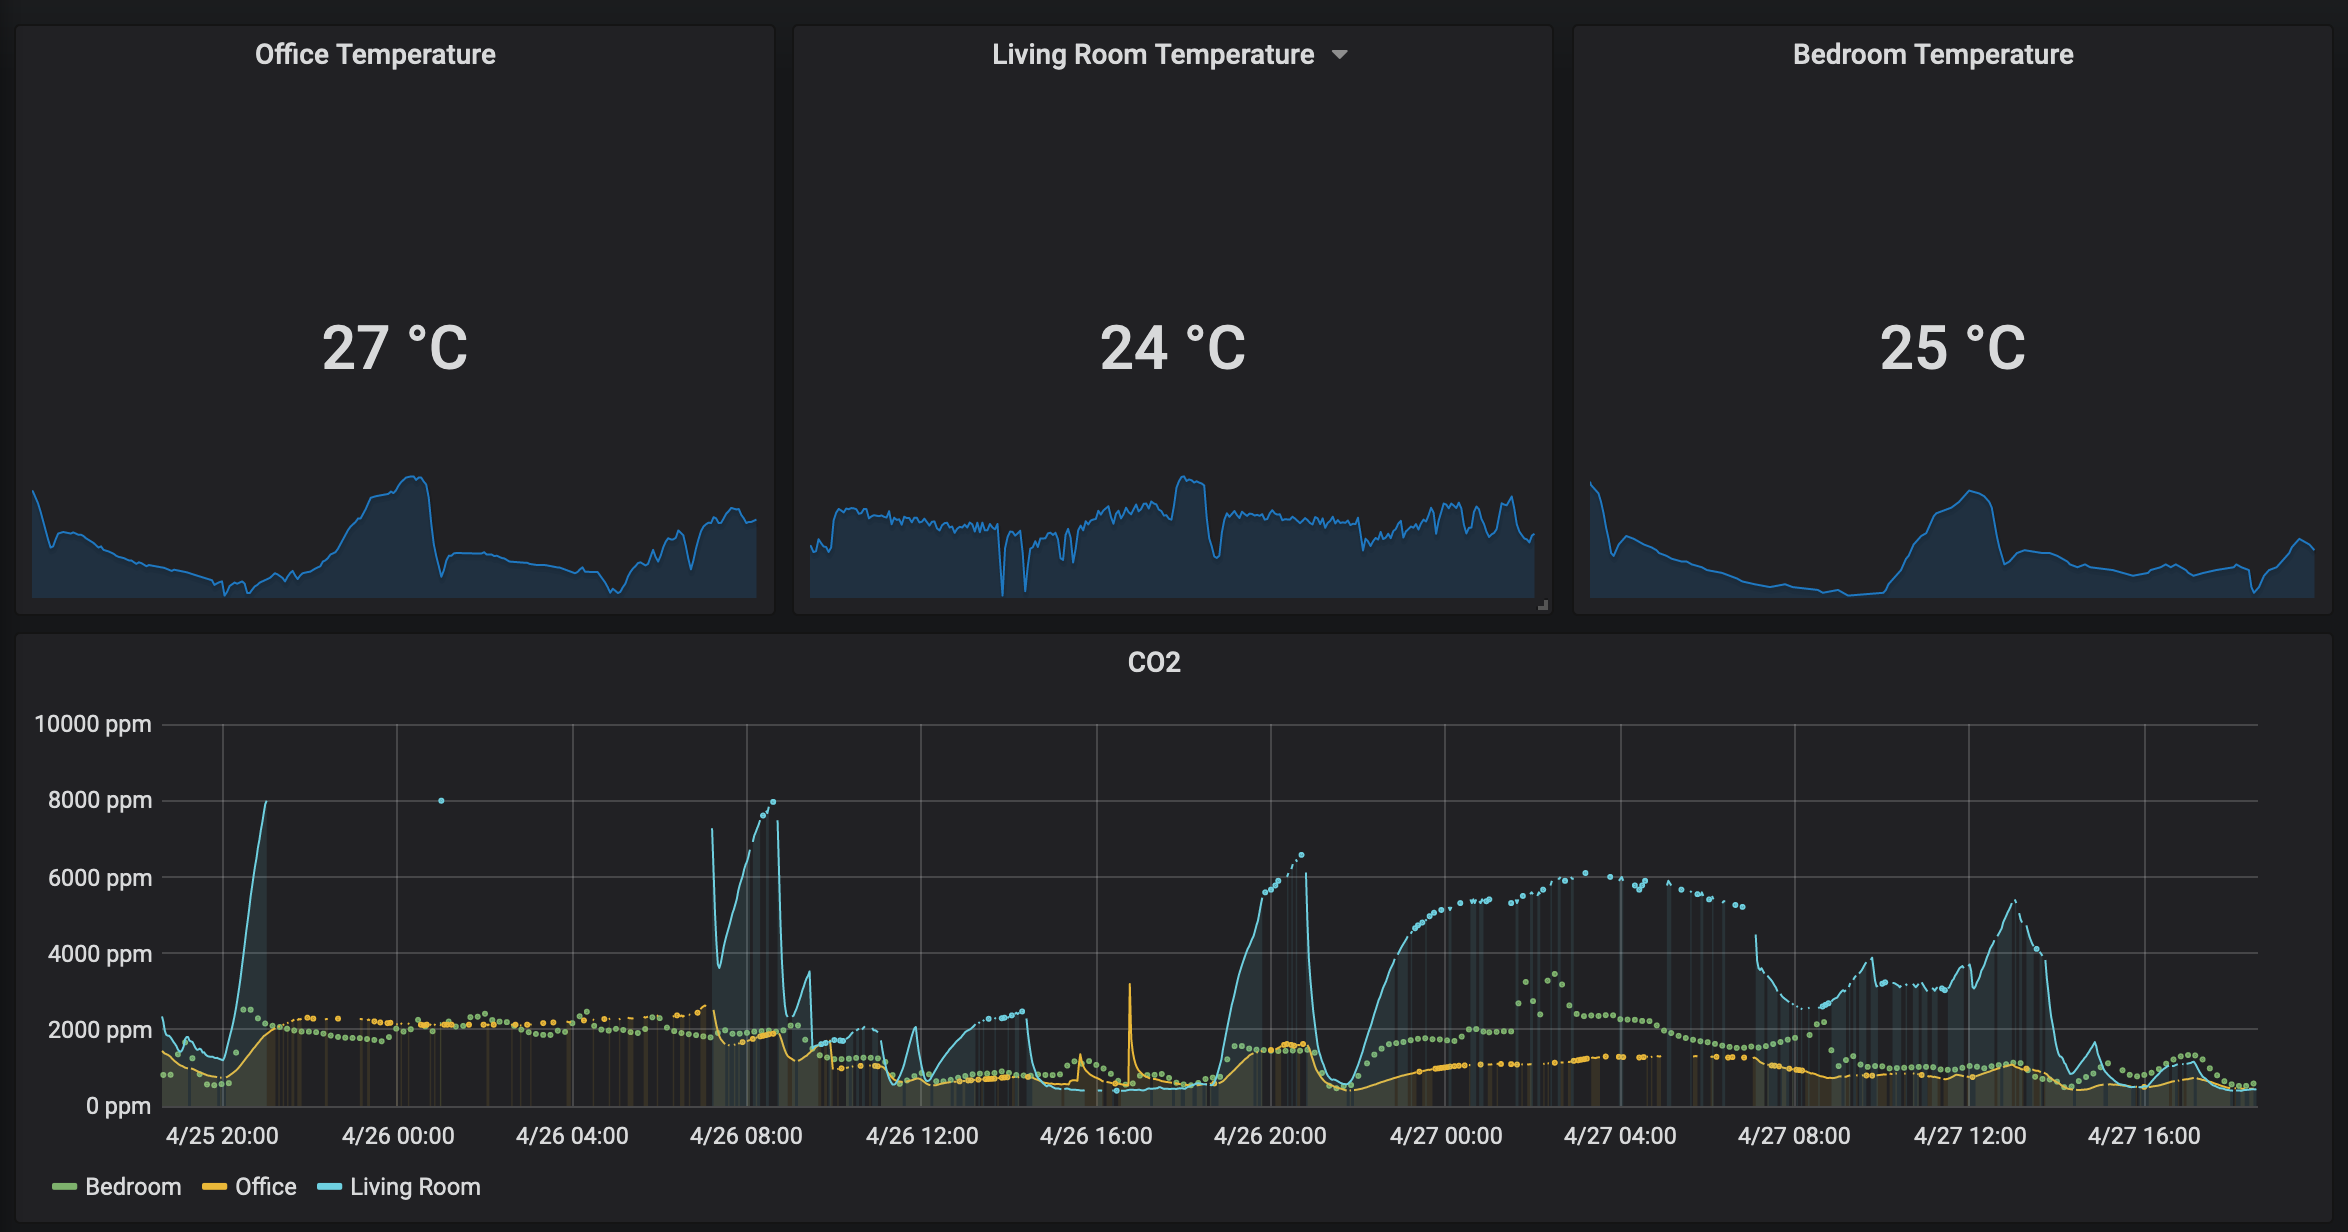 Office Temperature
Living Room Temperature
Bedroom Temperature
27 °C
24 °C
25 °C
CO2
10000 ppm
8000 ppm
6000 ppm
4000 ppm
2000 ppm
0 ppm
4/25 20:00 4/26 00:00 4/26 04:00 4/26 08:00 4/26 12:00 4/26 16:00 4/26 20:00 4/27 00:00 4/27 04:00 4/27 08:00 4/27 12:00 4/27 16:00
Bedroom Office Living Room